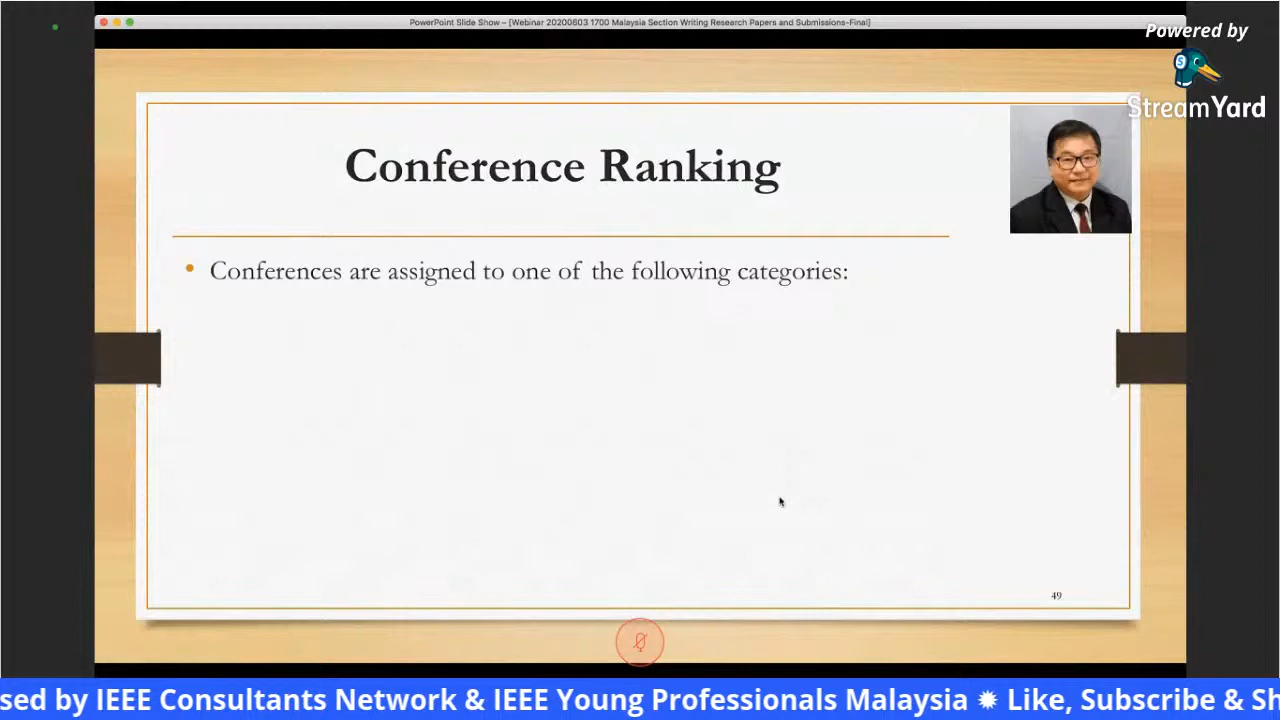 PowerPoint Slide Show – [Webinar 20200603 1700 Malaysia Section Writing Research Papers and Submissions-Final]
Powered by
StreamYard
Conference Ranking
• Conferences are assigned to one of the following categories:
49
sed by IEEE Consultants Network & IEEE Young Professionals Malaysia ✹ Like, Subscribe & Sh